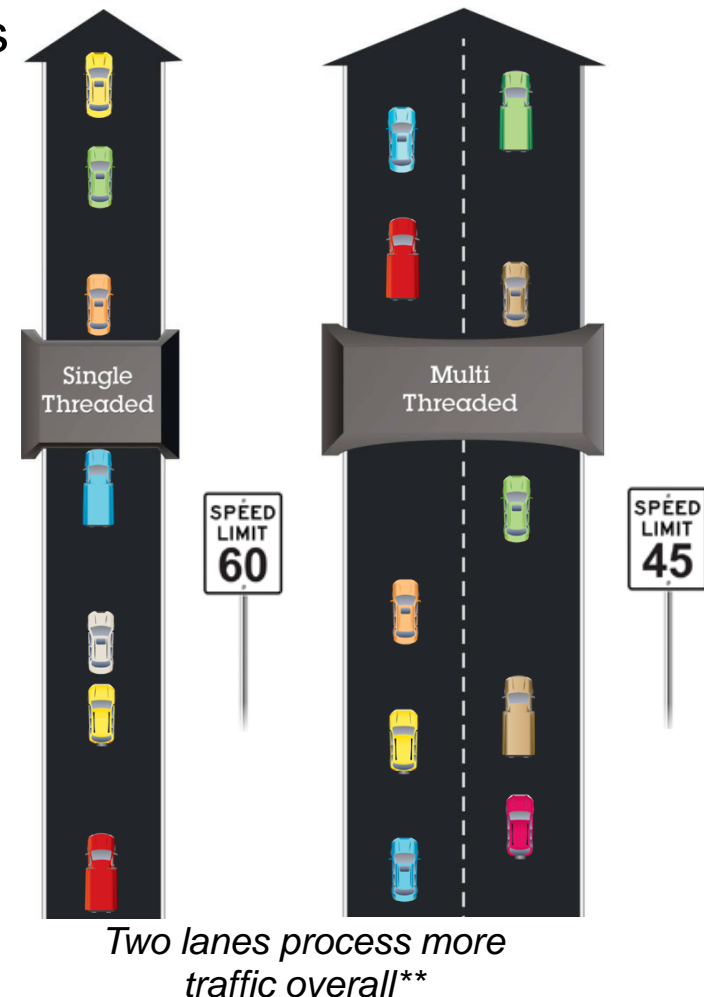 s
Single
Threaded
Multi
Threaded
SPEED
LIMIT
60
SPEED
LIMIT
45
Two lanes process more
traffic overall**